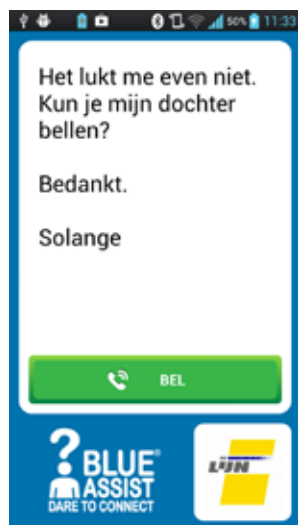 50% 11:33
Het lukt me even niet.
Kun je mijn dochter
bellen?
Bedankt.
Solange
BEL
?
BLUE®
ASSIST
DARE TO CONNECT
LIJN